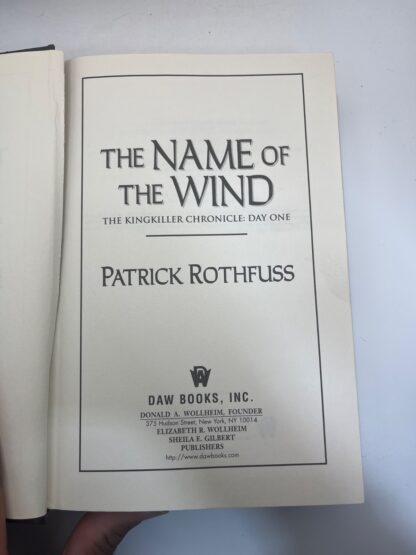 THE NAME OF
THE WIND
THE KINGKILLER CHRONICLE: DAY ONE
PATRICK ROTHFUSS
DAW BOOKS, INC.
DONALD A. WOLLHEIM, FOUNDER
375 Hudson Street, New York, NY 10014
ELIZABETH R. WOLLHEIM
SHEILA E. GILBERT
PUBLISHERS
http://www.dawbooks.com